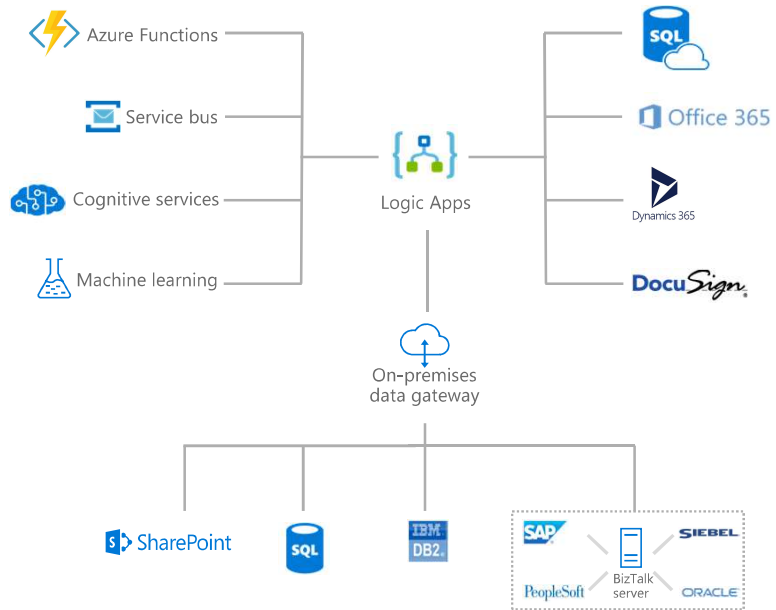 Azure Functions
Service bus
Cognitive services
Machine learning
Logic Apps
SQL
Office 365
Dynamics 365
DocuSign®
On-premises
data gateway
S SharePoint
SQL
IBM
DB2®
SAP
SIEBEL
BizTalk
server
PeopleSoft
ORACLE